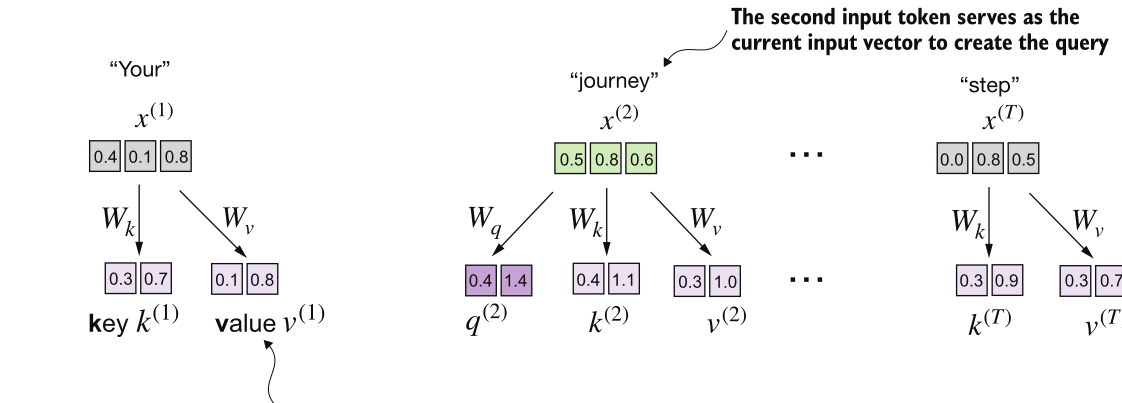 The second input token serves as the
current input vector to create the query
“Your”
“journey”
“step”
x^(1)
x^(2)
x^(T)
0.4 0.1 0.8
0.5 0.8 0.6
...
0.0 0.8 0.5
W_k W_v
W_q W_k W_v
W_k W_v
0.3 0.7 0.1 0.8
0.4 1.4 0.4 1.1 0.3 1.0
...
0.3 0.9 0.3 0.7
key k^(1) value v^(1)
q^(2) k^(2) v^(2)
k^(T) v^(T